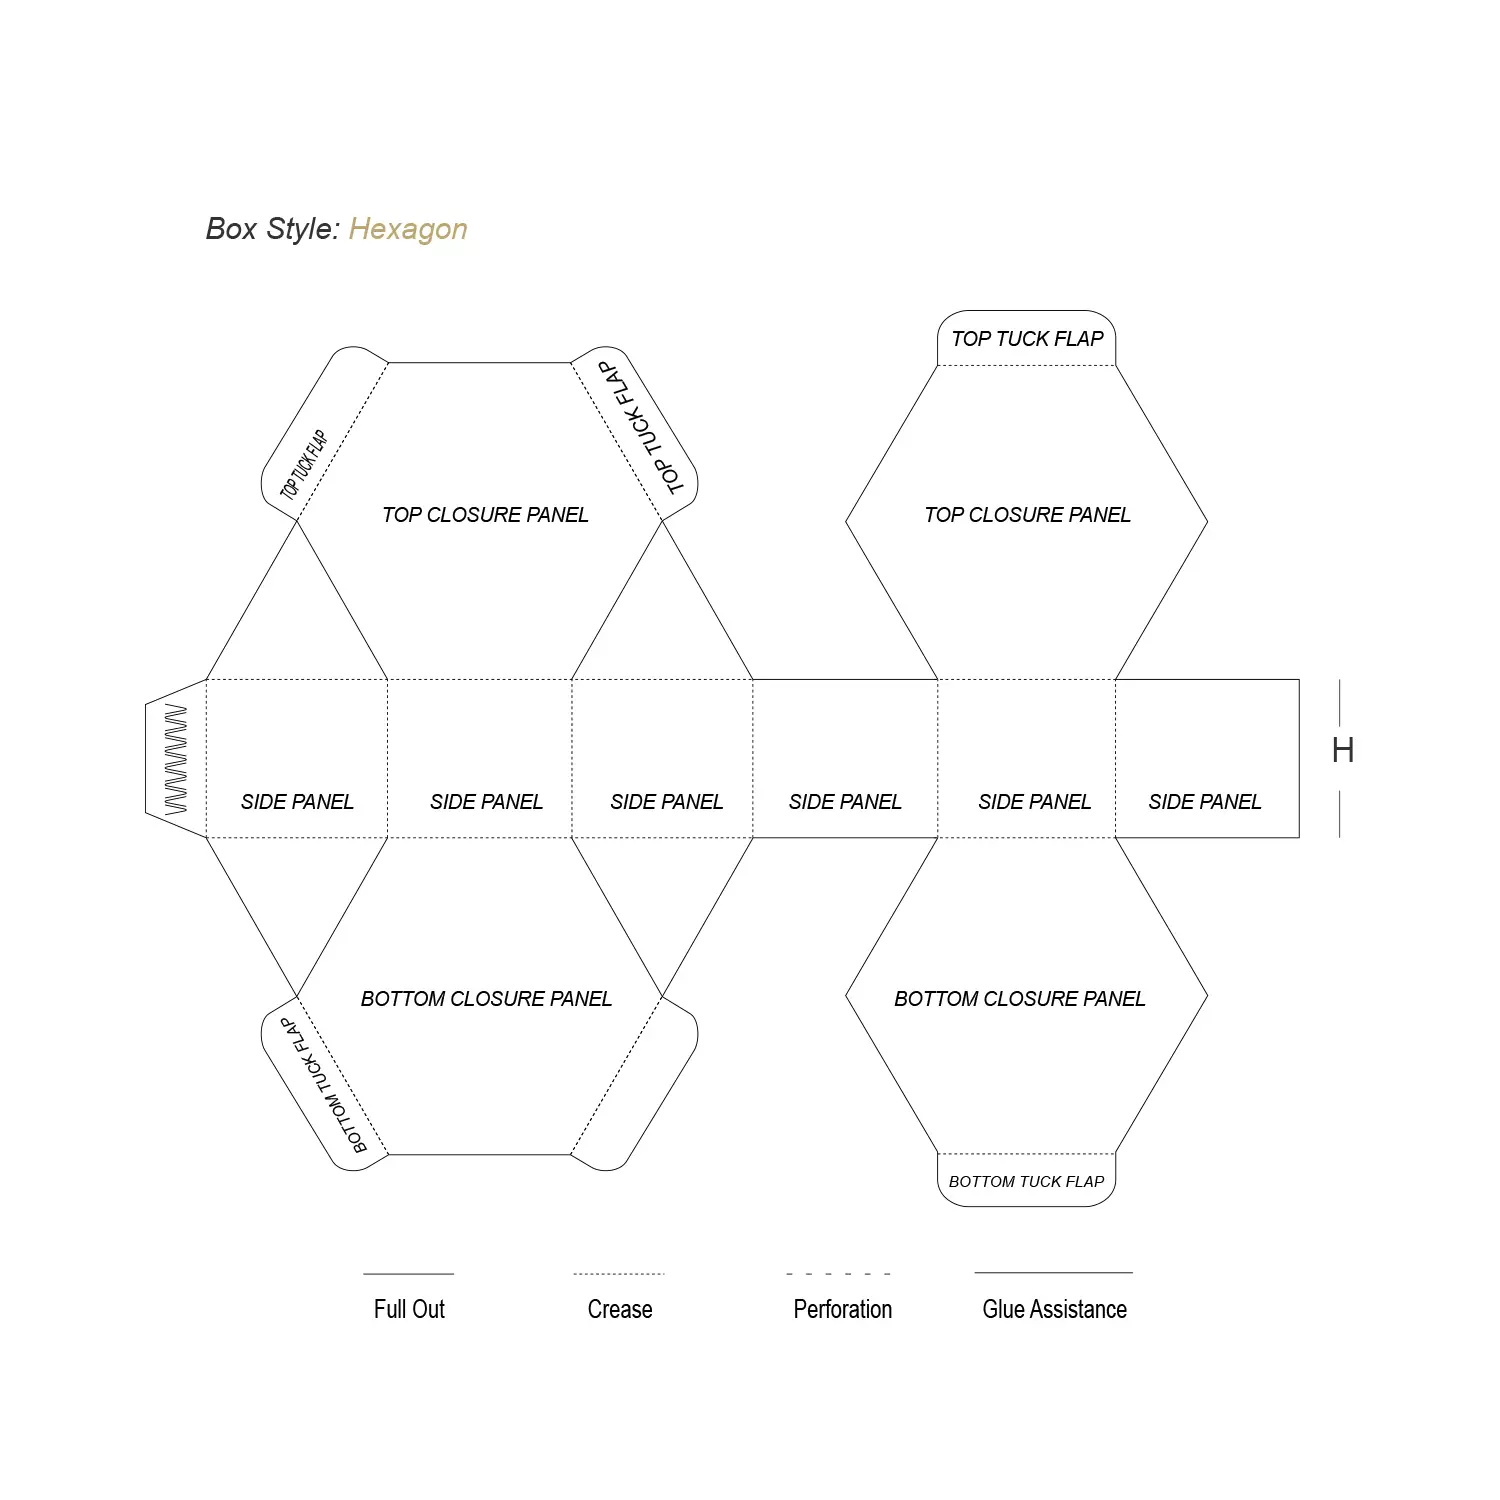 Box Style: Hexagon
TOP TUCK FLAP
TOP TUCK FLAP
TOP TUCK FLAP
TOP CLOSURE PANEL
TOP CLOSURE PANEL
H
SIDE PANEL
SIDE PANEL
SIDE PANEL
SIDE PANEL
SIDE PANEL
SIDE PANEL
BOTTOM CLOSURE PANEL
BOTTOM CLOSURE PANEL
BOTTOM TUCK FLAP
BOTTOM TUCK FLAP
Full Out
Crease
Perforation
Glue Assistance